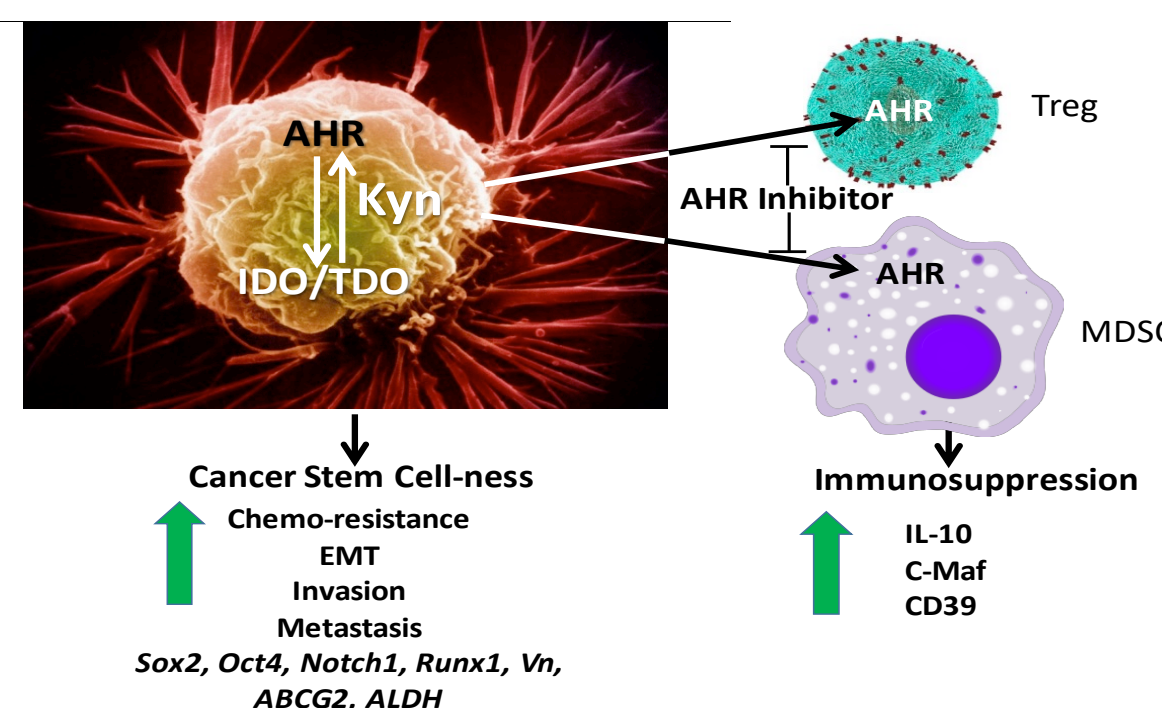 AHR
Kyn
IDO/TDO
AHR
Treg
AHR Inhibitor
AHR
MDSC
Cancer Stem Cell-ness
Chemo-resistance
EMT
Invasion
Metastasis
Sox2, Oct4, Notch1, Runx1, Vn,
ABCG2, ALDH
Immunosuppression
IL-10
C-Maf
CD39